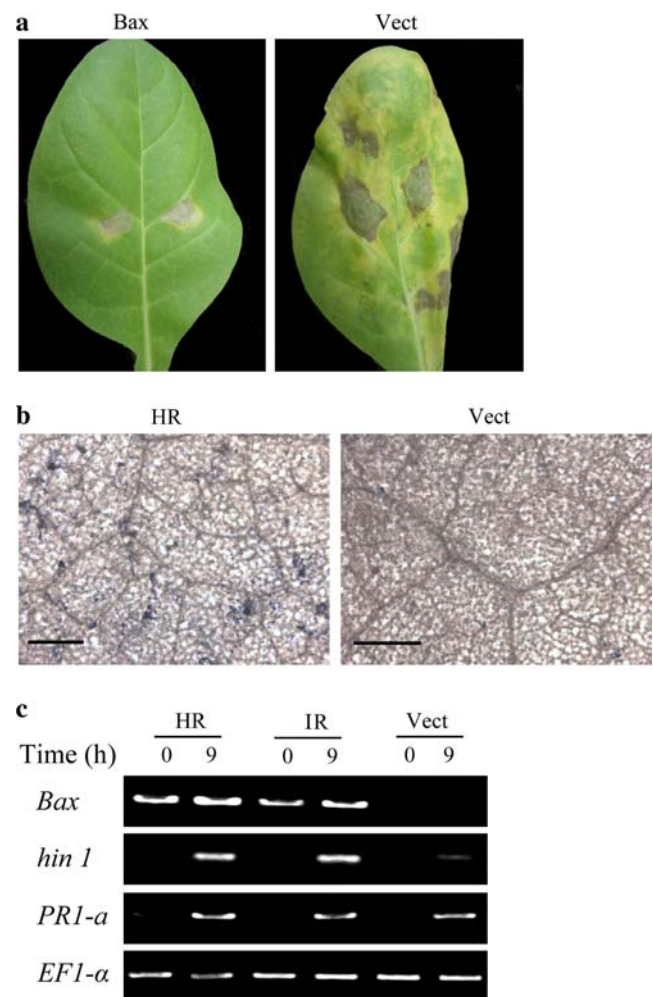 a
Bax Vect
b
HR Vect
c
HR IR Vect
Time (h) 0 9 0 9 0 9
Bax
hin 1
PR1-a
EF1-α